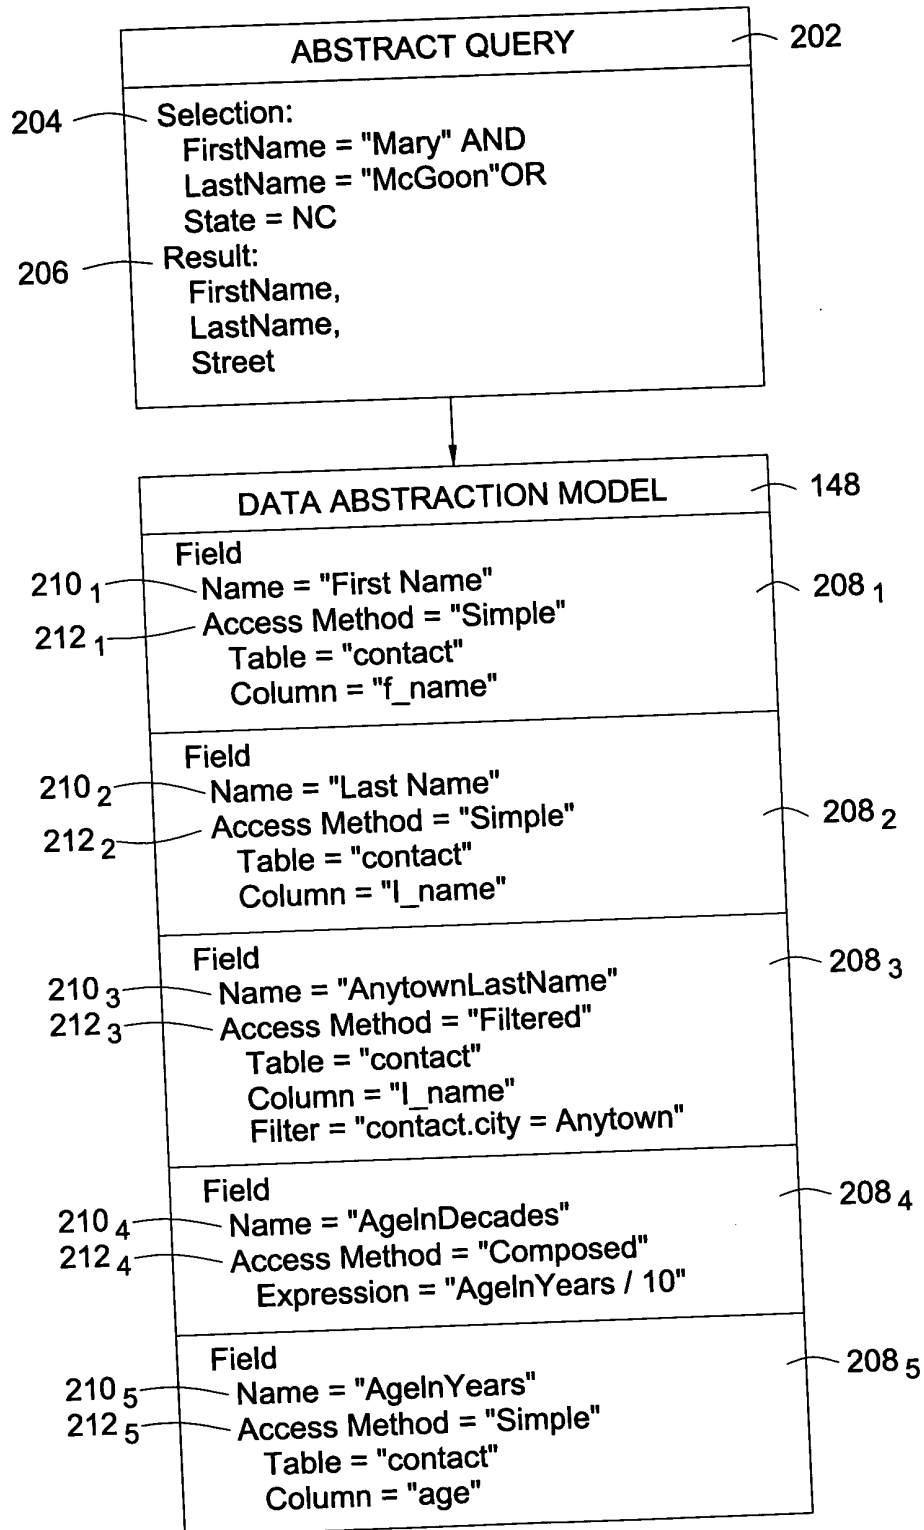 ABSTRACT QUERY 202
204 Selection:
FirstName = "Mary" AND
LastName = "McGoon"OR
State = NC
206 Result:
FirstName,
LastName,
Street
DATA ABSTRACTION MODEL 148
Field
210 1 Name = "First Name" 208 1
212 1 Access Method = "Simple"
Table = "contact"
Column = "f_name"
Field
210 2 Name = "Last Name" 208 2
212 2 Access Method = "Simple"
Table = "contact"
Column = "l_name"
Field 208 3
210 3 Name = "AnytownLastName"
212 3 Access Method = "Filtered"
Table = "contact"
Column = "l_name"
Filter = "contact.city = Anytown"
Field 208 4
210 4 Name = "AgeInDecades"
212 4 Access Method = "Composed"
Expression = "AgeInYears / 10"
Field 208 5
210 5 Name = "AgeInYears"
212 5 Access Method = "Simple"
Table = "contact"
Column = "age"